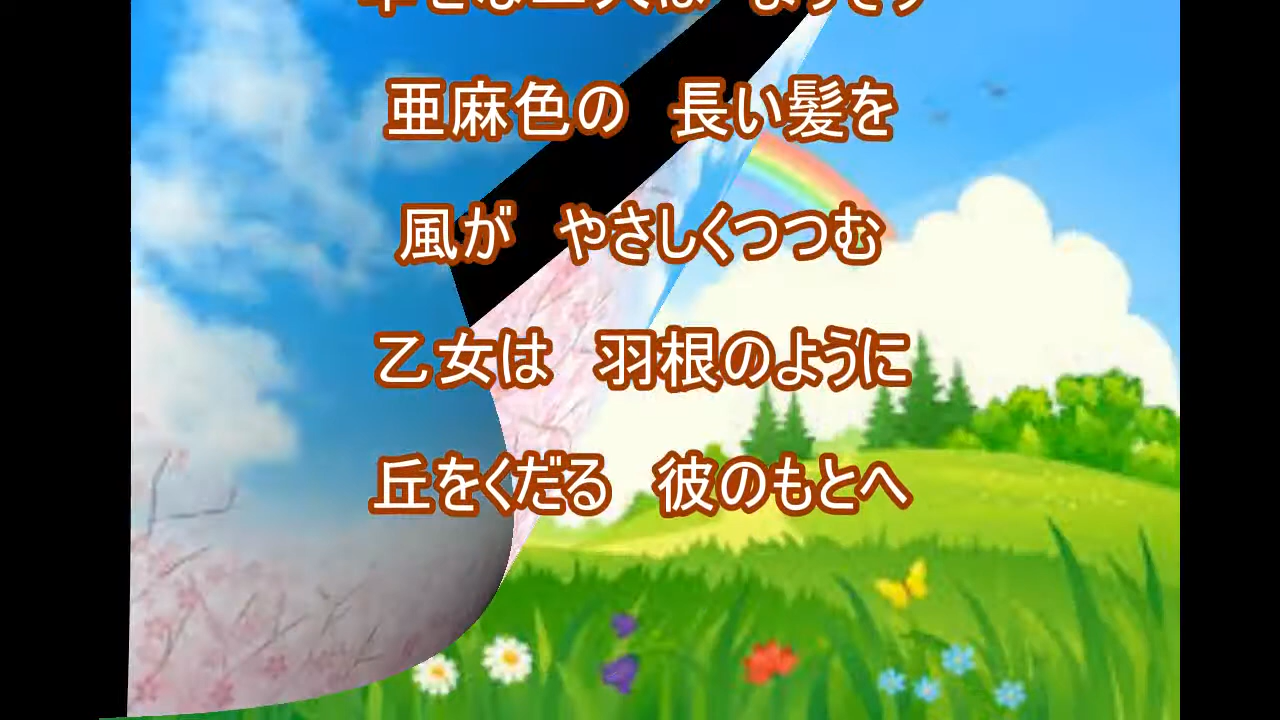 亜麻色の　長い髪を
風が　やさしくつつむ
乙女は　羽根のように
丘をくだる　彼のもとへ